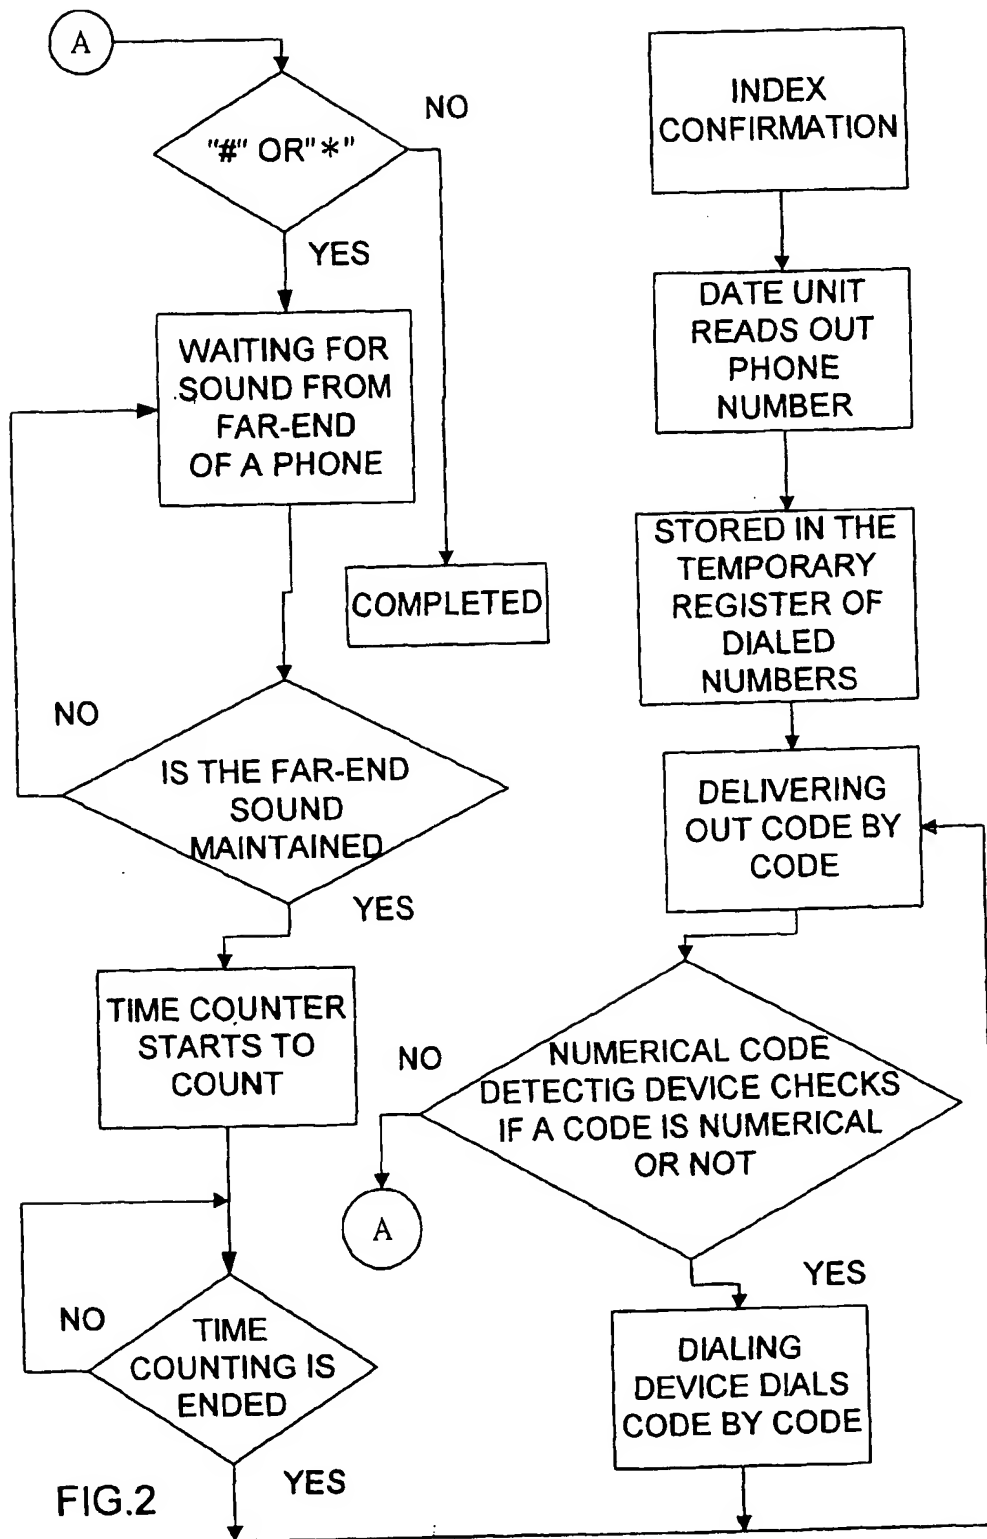 A
"#" OR"*"
NO
YES
WAITING FOR
SOUND FROM
FAR-END
OF A PHONE
COMPLETED
NO
IS THE FAR-END
SOUND
MAINTAINED
YES
TIME COUNTER
STARTS TO
COUNT
NO
TIME
COUNTING IS
ENDED
YES
FIG.2
INDEX
CONFIRMATION
DATE UNIT
READS OUT
PHONE
NUMBER
STORED IN THE
TEMPORARY
REGISTER OF
DIALED
NUMBERS
DELIVERING
OUT CODE BY
CODE
NO
NUMERICAL CODE
DETECTIG DEVICE CHECKS
IF A CODE IS NUMERICAL
OR NOT
A
YES
DIALING
DEVICE DIALS
CODE BY CODE